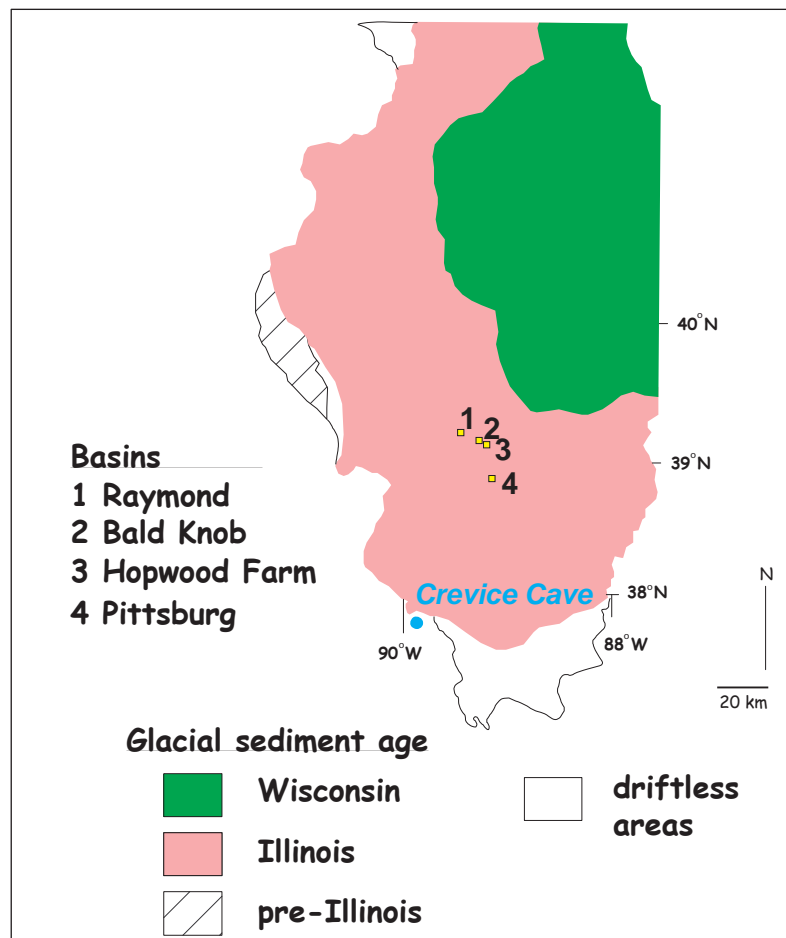 40°N
1
2
3
4
39°N
Basins
1 Raymond
2 Bald Knob
3 Hopwood Farm
4 Pittsburg
Crevice Cave
38°N
N
90°W
88°W
20 km
Glacial sediment age
Wisconsin
driftless
areas
Illinois
pre-Illinois